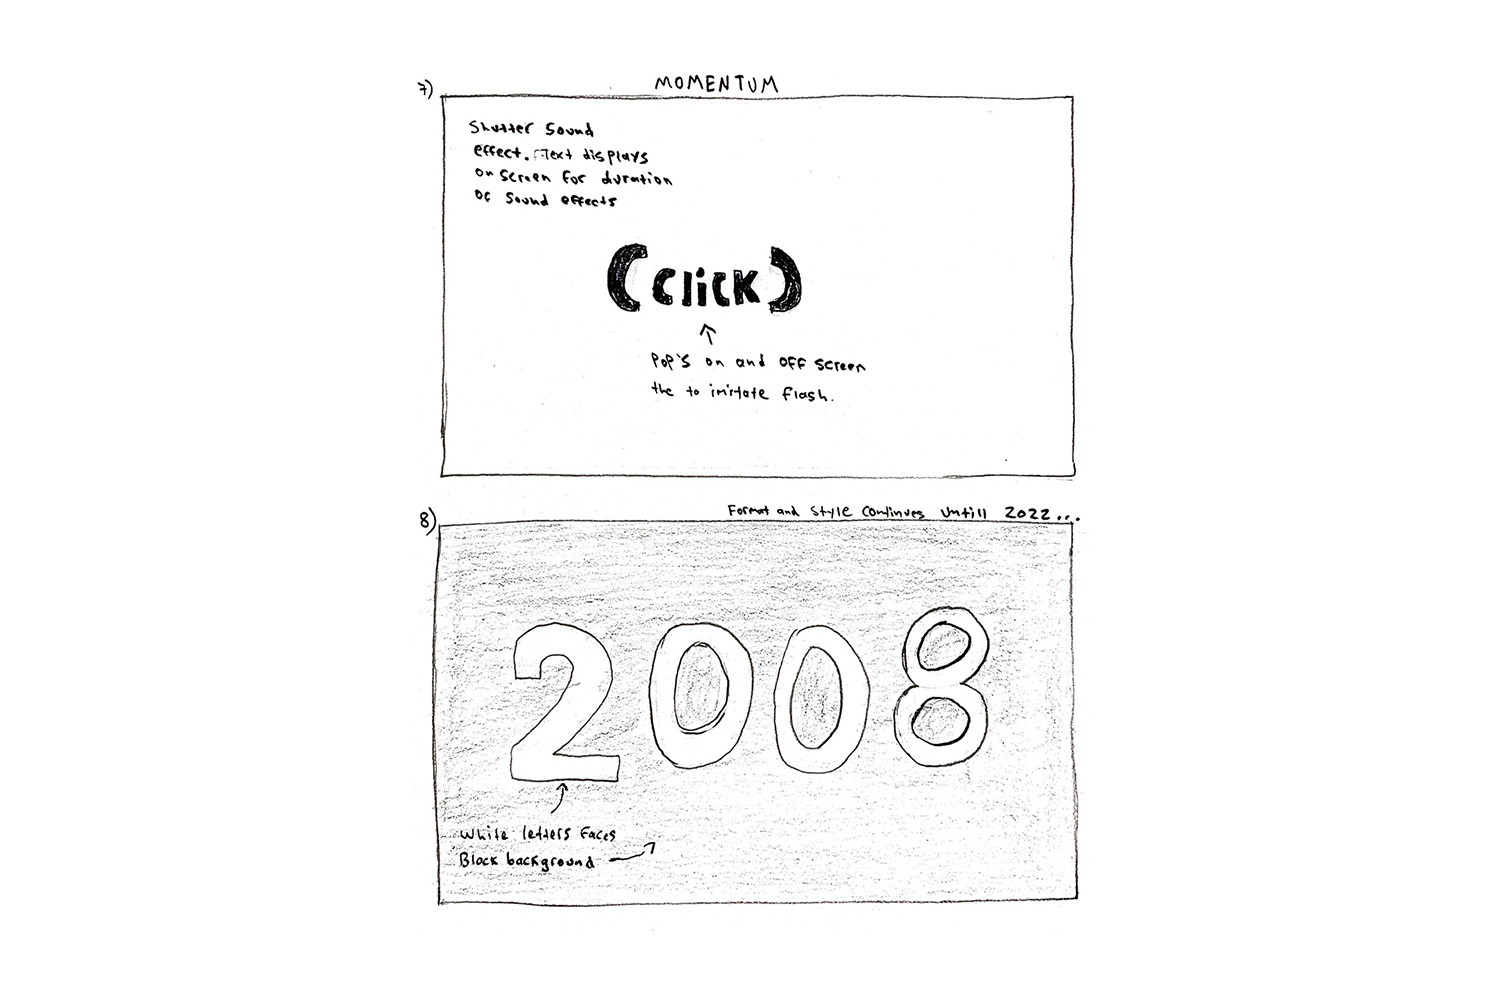 7)
MOMENTUM
Shutter Sound
effect. Text displays
on screen for duration
of Sound effects
(Click)
Pop's on and off screen
the to imitate flash.
8)
Format and style continues untill 2022...
2008
White letters faces
Black background